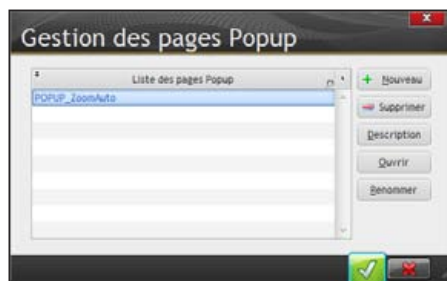 Gestion des pages Popup
Liste des pages Popup
POPUP_ZoomAuto
Nouveau
Supprimer
Description
Ouvrir
Renommer